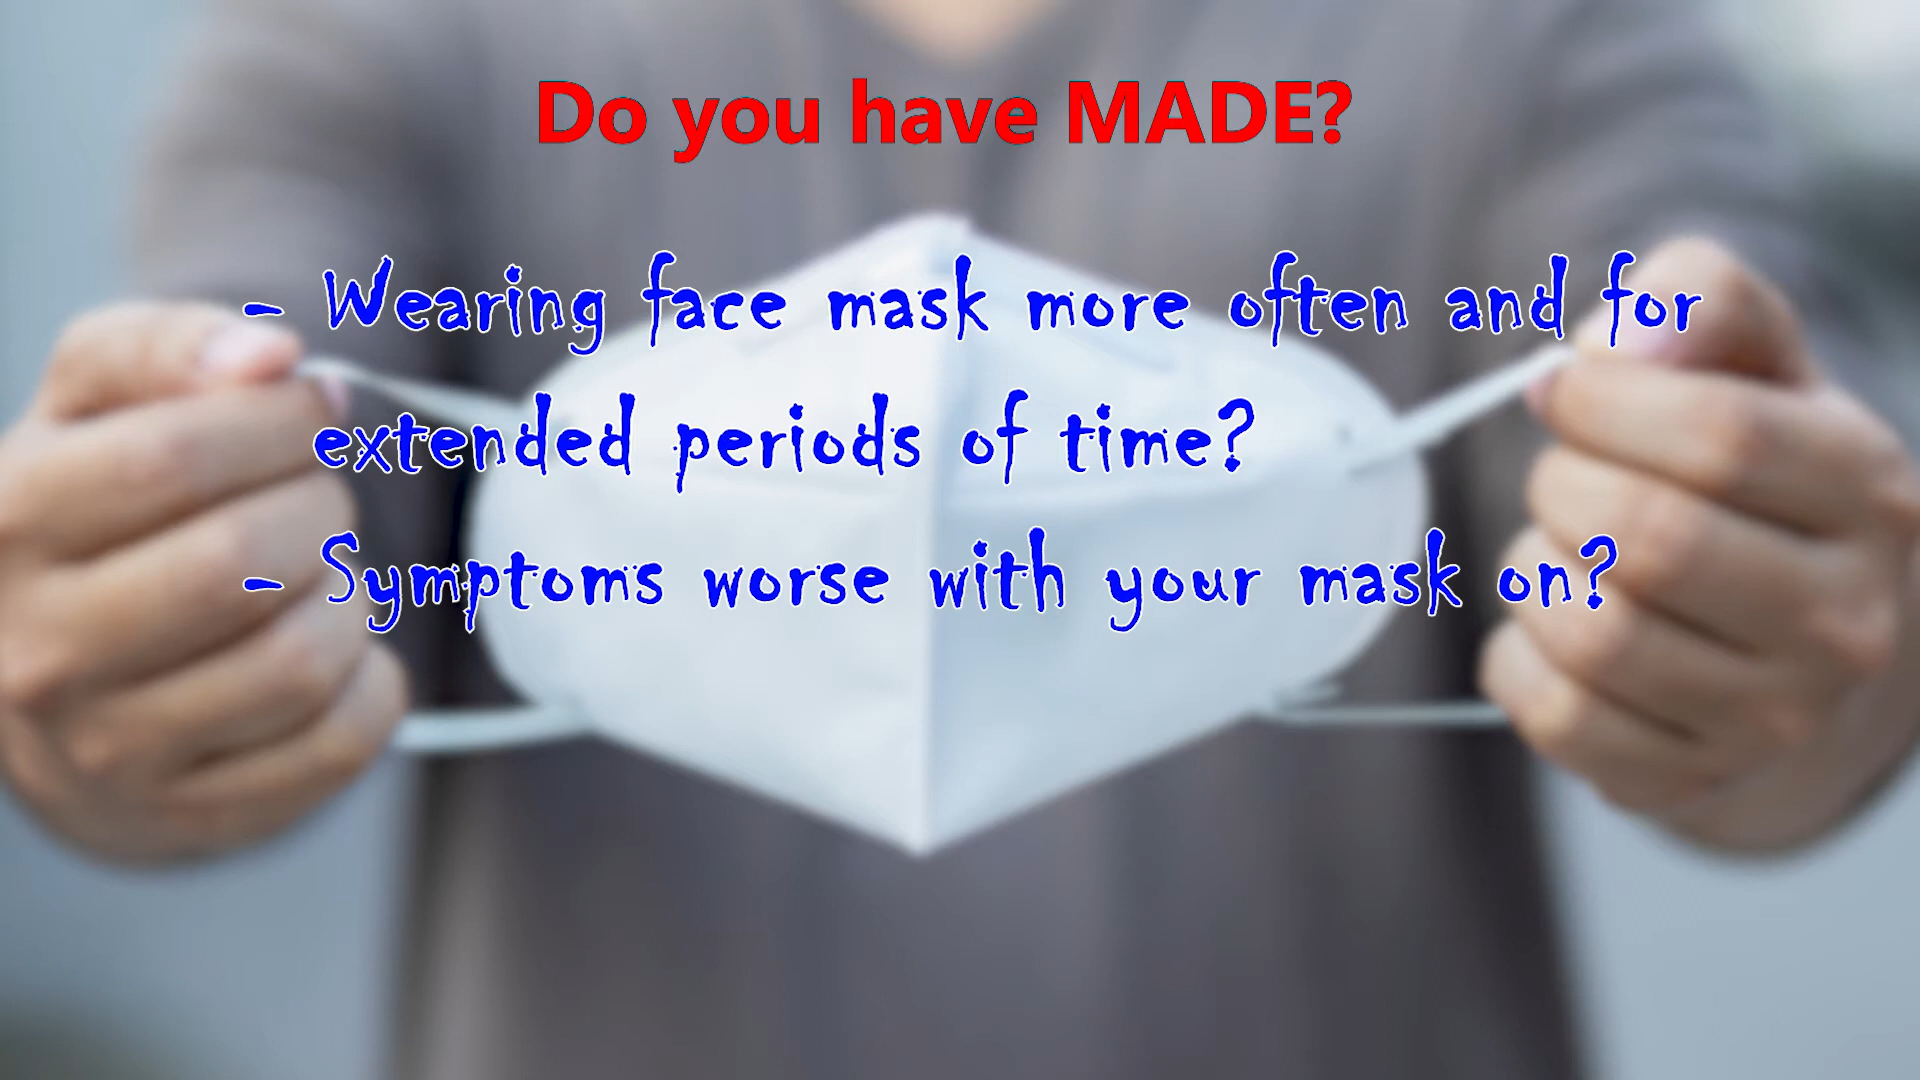 Do you have MADE?
- Wearing face mask more often and for
extended periods of time?
- Symptoms worse with your mask on?